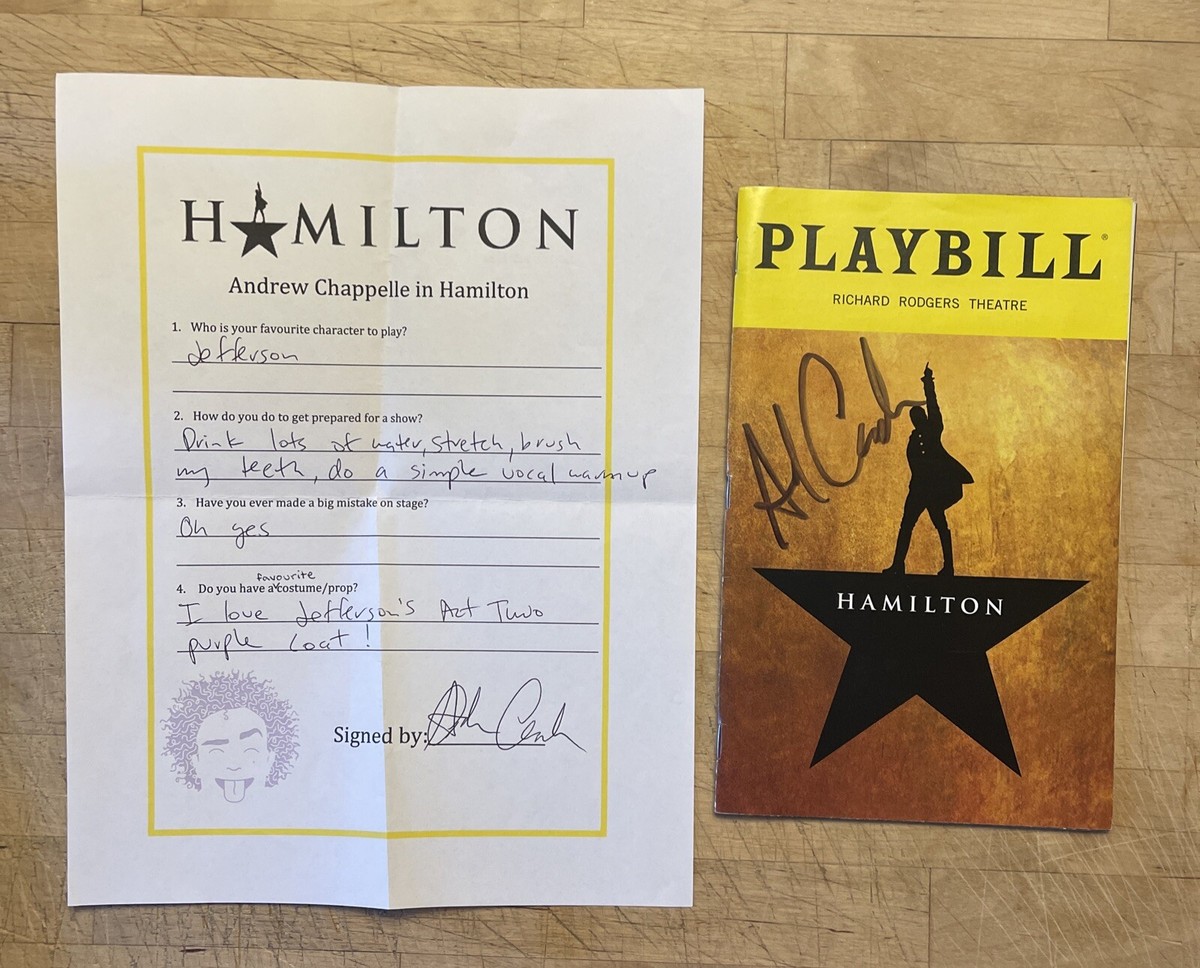 HAMILTON
Andrew Chappelle in Hamilton
1. Who is your favourite character to play?
Jefferson
2. How do you do to get prepared for a show?
Drink lots of water, stretch, brush
my teeth, do a simple vocal warmup
3. Have you ever made a big mistake on stage?
Oh yes
favourite
4. Do you have a costume/prop?
I love Jefferson's Act Two
purple coat!
Signed by:
PLAYBILL®
RICHARD RODGERS THEATRE
HAMILTON